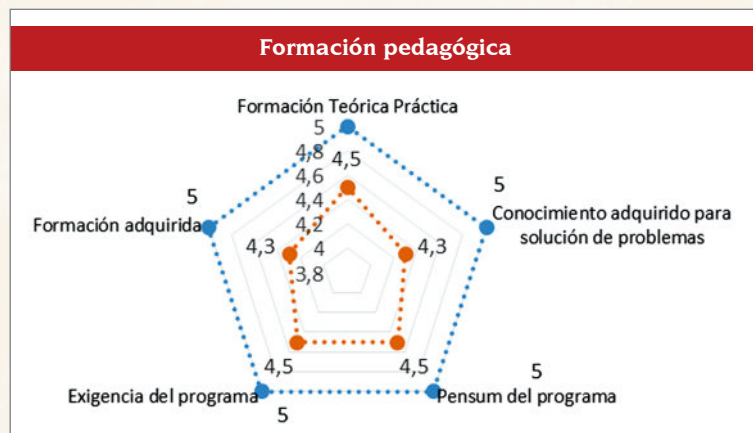 Formación pedagógica
Formación Teórica Práctica
5
4,8
4,5
4,6
4,4
4,2
4
3,8
5
Formación adquirida
4,3
5
Conocimiento adquirido para
solución de problemas
4,3
4,5
Exigencia del programa
5
4,5
5
Pensum del programa